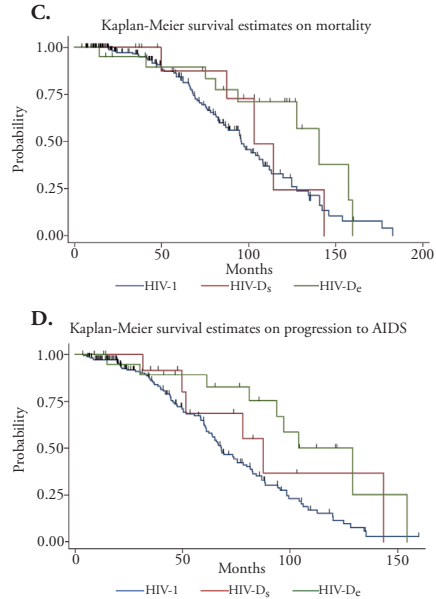 C.
Kaplan-Meier survival estimates on mortality
1.00
0.75
0.50
0.25
0.00
Probability
0 50 100 150 200
Months
HIV-1 HIV-Ds HIV-De
D.
Kaplan-Meier survival estimates on progression to AIDS
1.00
0.75
0.50
0.25
0.00
Probability
0 50 100 150
Months
HIV-1 HIV-Ds HIV-De